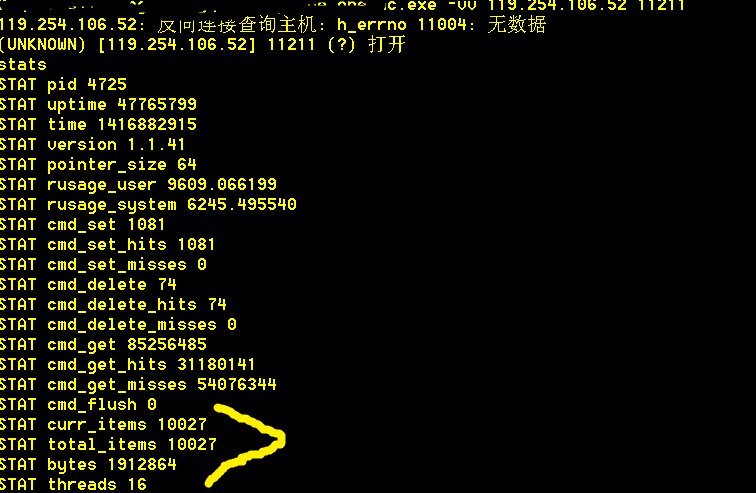 nc.exe -vv 119.254.106.52 11211
119.254.106.52: 反向连接查询主机: h_errno 11004: 无数据
(UNKNOWN) [119.254.106.52] 11211 (?) 打开
stats
STAT pid 4725
STAT uptime 47765799
STAT time 1416882915
STAT version 1.1.41
STAT pointer_size 64
STAT rusage_user 9609.066199
STAT rusage_system 6245.495540
STAT cmd_set 1081
STAT cmd_set_hits 1081
STAT cmd_set_misses 0
STAT cmd_delete 74
STAT cmd_delete_hits 74
STAT cmd_delete_misses 0
STAT cmd_get 85256485
STAT cmd_get_hits 31180141
STAT cmd_get_misses 54076344
STAT cmd_flush 0
STAT curr_items 10027
STAT total_items 10027
STAT bytes 1912864
STAT threads 16